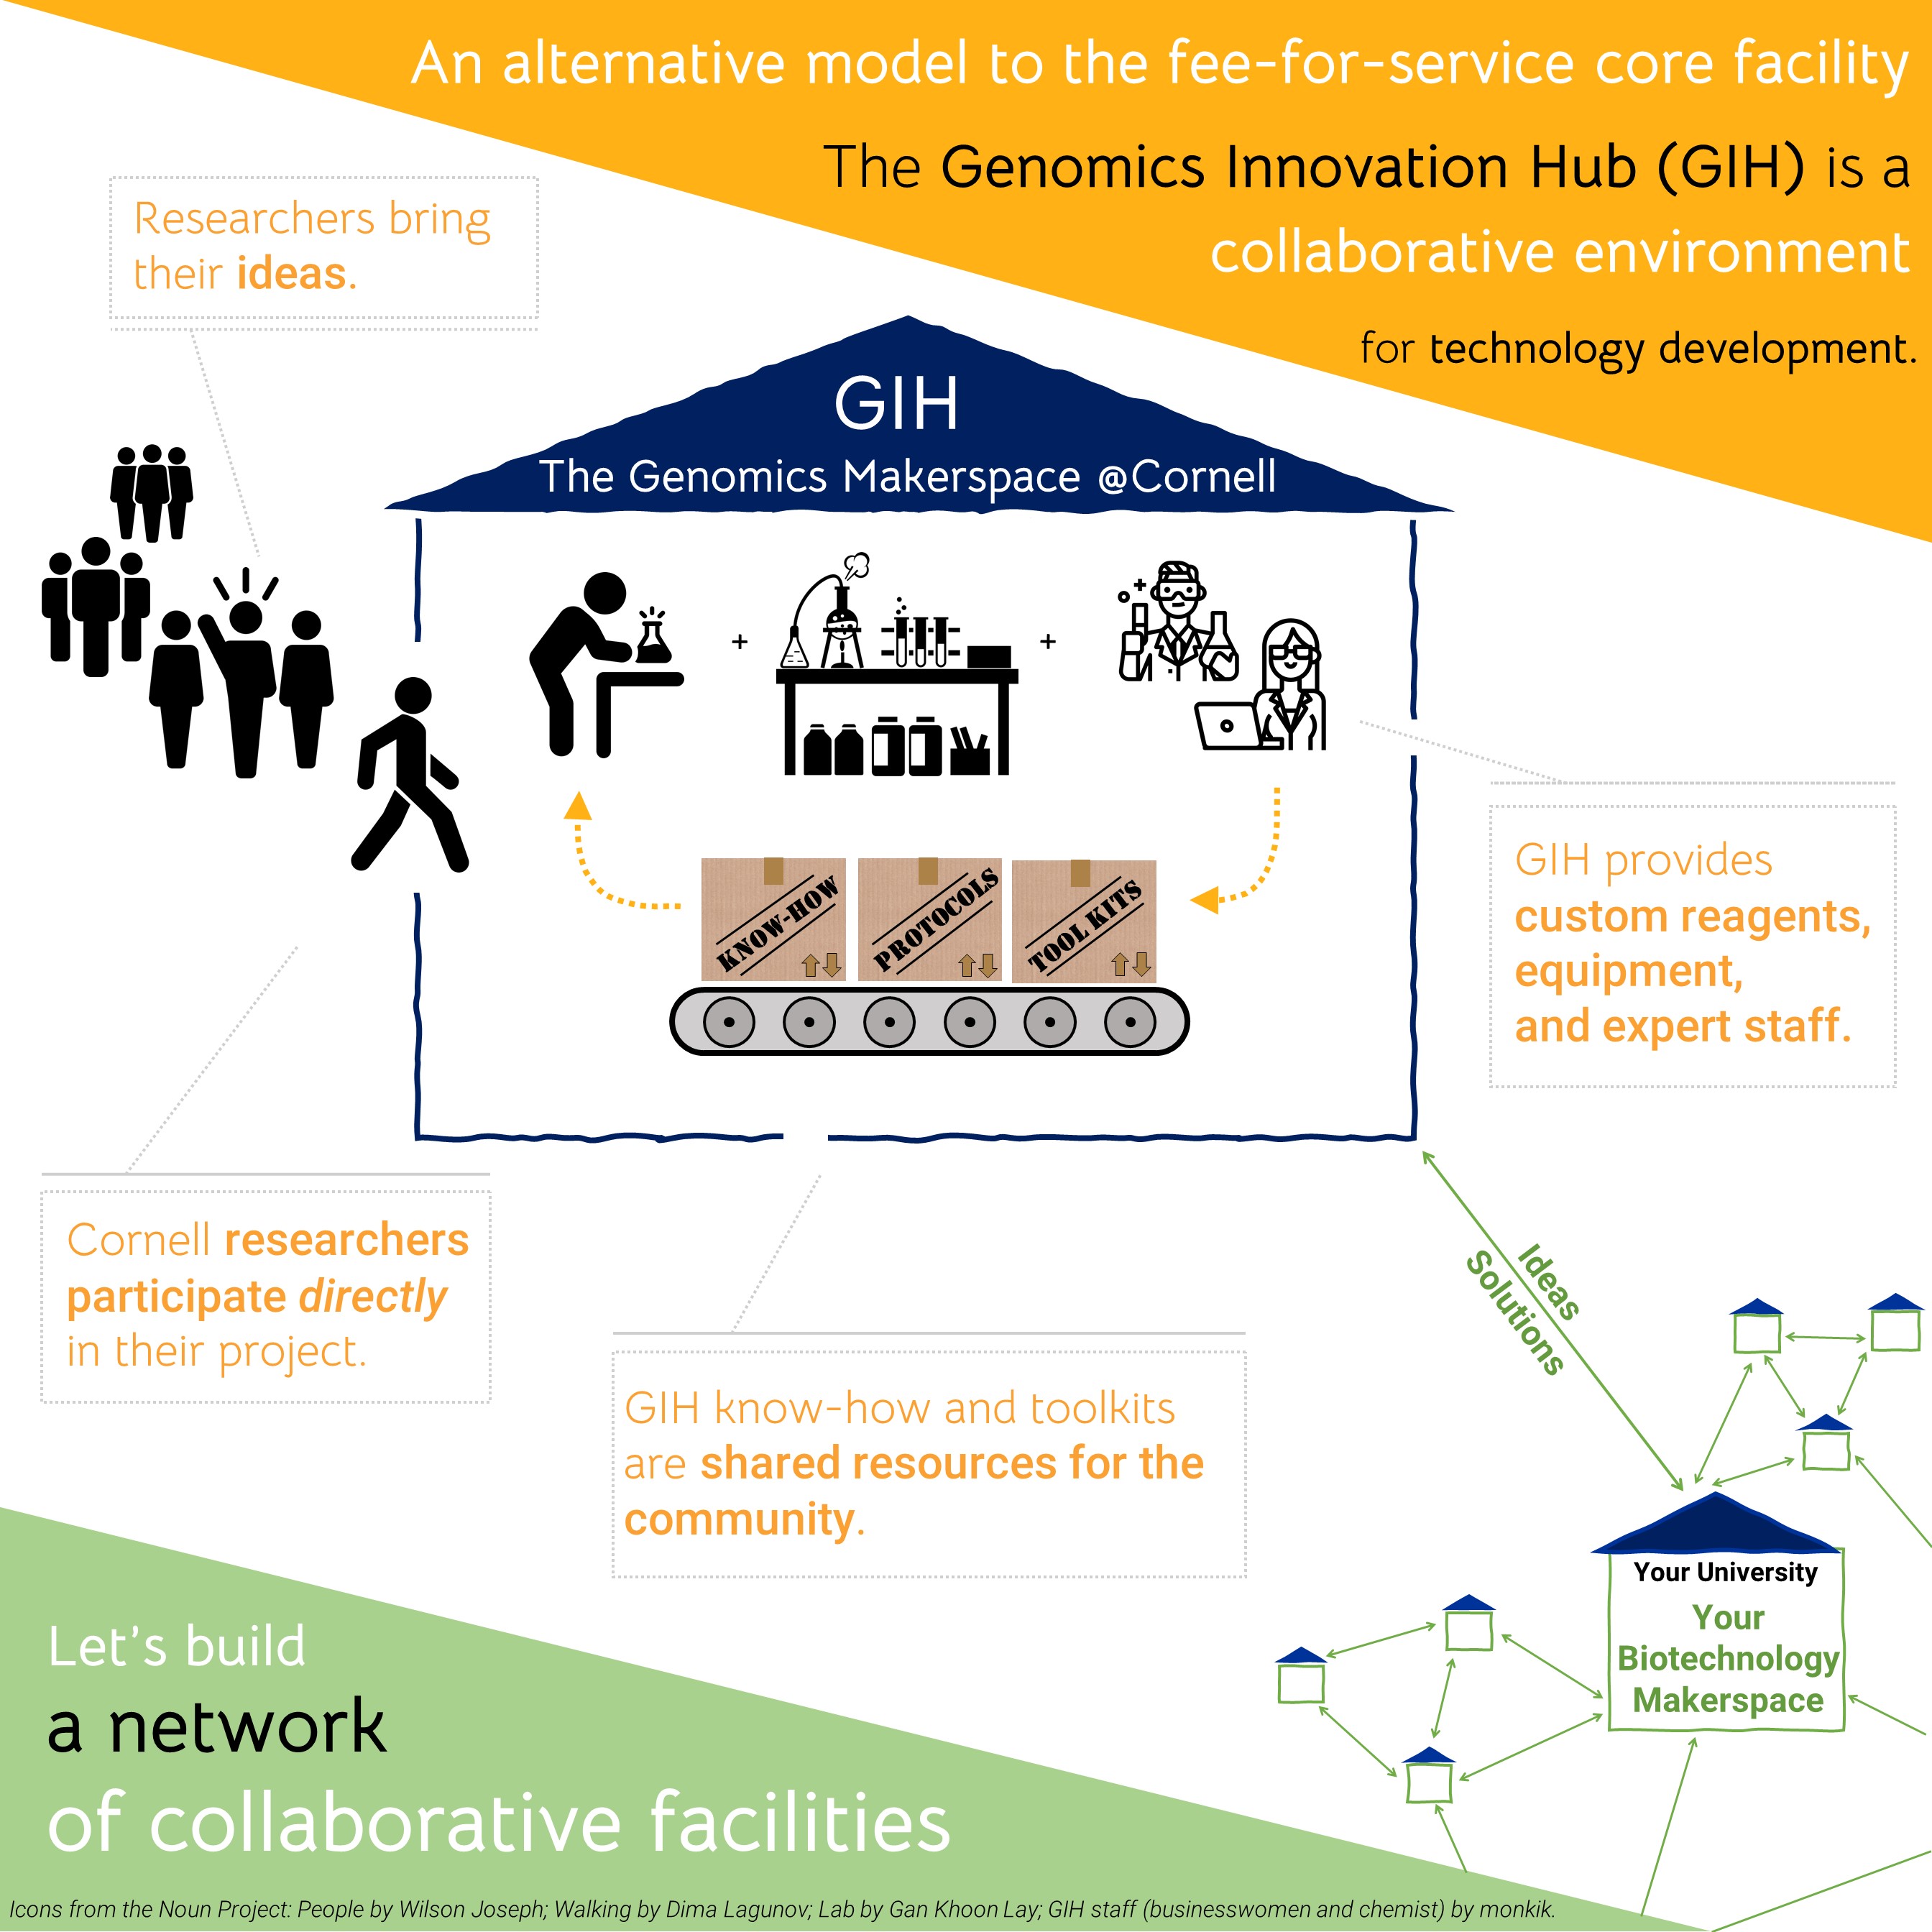 An alternative model to the fee-for-service core facility
The Genomics Innovation Hub (GIH) is a
collaborative environment
for technology development.
Researchers bring
their ideas.
GIH
The Genomics Makerspace @Cornell
+
+
KNOW-HOW
PROTOCOLS
TOOL KITS
GIH provides
custom reagents,
equipment,
and expert staff.
Cornell researchers
participate directly
in their project.
GIH know-how and toolkits
are shared resources for the
community.
Ideas
Solutions
Your University
Your
Biotechnology
Makerspace
Let's build
a network
of collaborative facilities
Icons from the Noun Project: People by Wilson Joseph; Walking by Dima Lagunov; Lab by Gan Khoon Lay; GIH staff (businesswomen and chemist) by monkik.